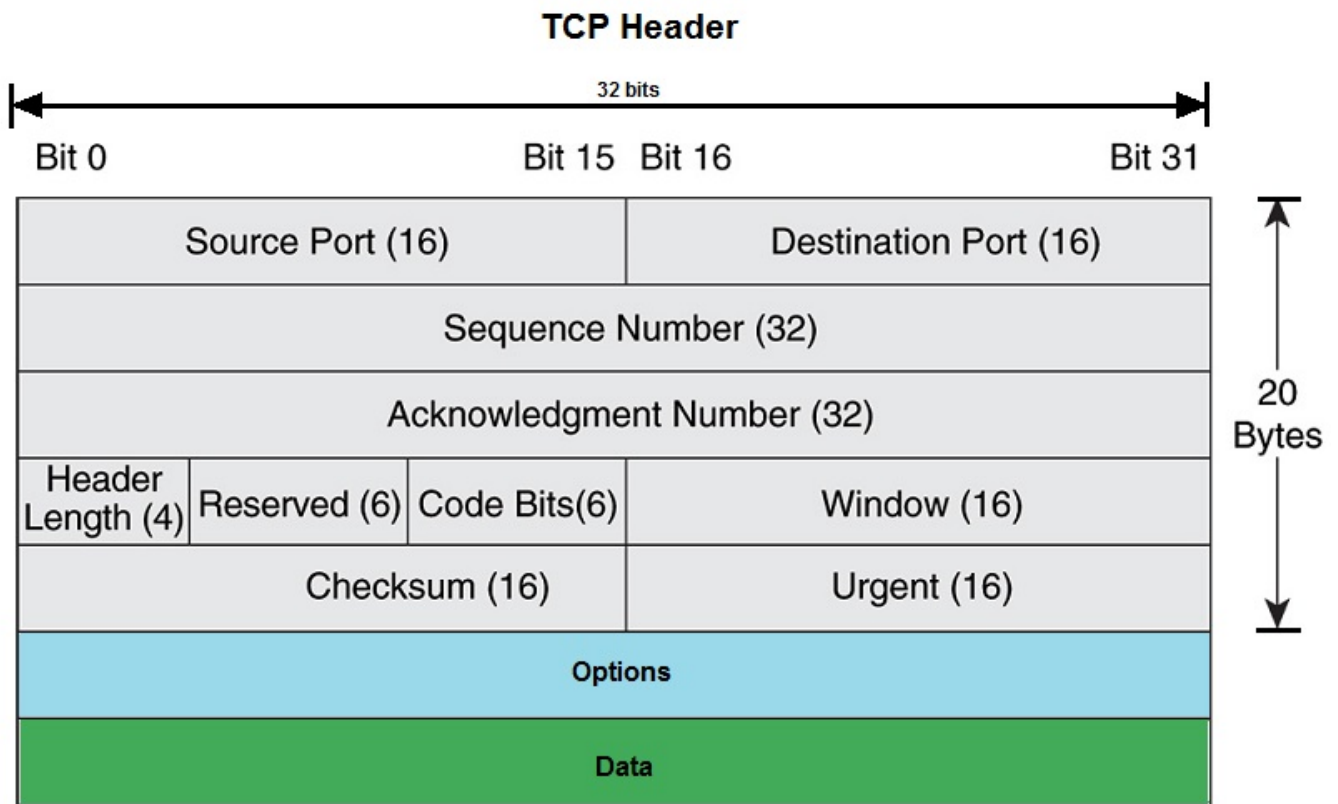 TCP Header
32 bits
Bit 0 Bit 15 Bit 16 Bit 31
Source Port (16) Destination Port (16)
Sequence Number (32)
Acknowledgment Number (32)
20
Bytes
Header
Length (4) Reserved (6) Code Bits(6) Window (16)
Checksum (16) Urgent (16)
Options
Data